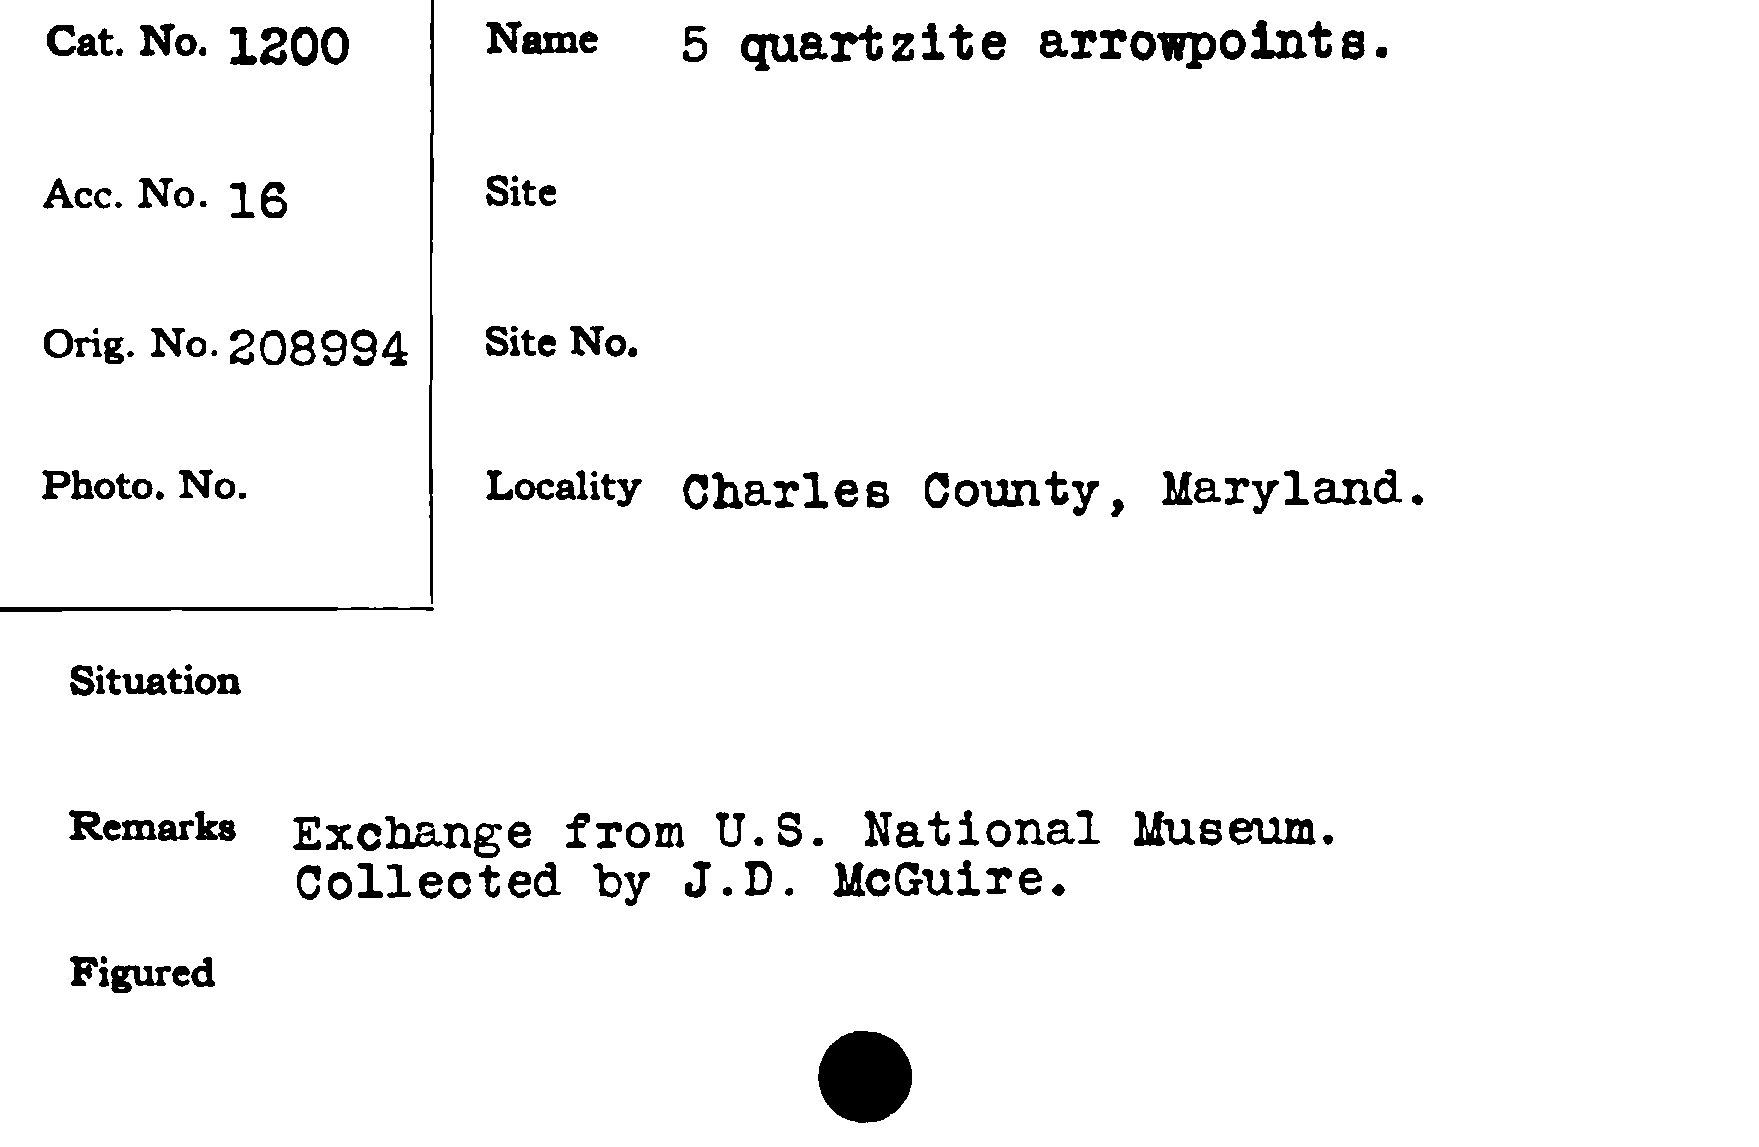 Cat. No. 1200
Name 5 quartzite arrowpoints.
Acc. No. 16
Site
Orig. No. 208994
Site No.
Photo. No.
Locality Charles County, Maryland.
Situation
Remarks Exchange from U.S. National Museum.
Collected by J.D. McGuire.
Figured